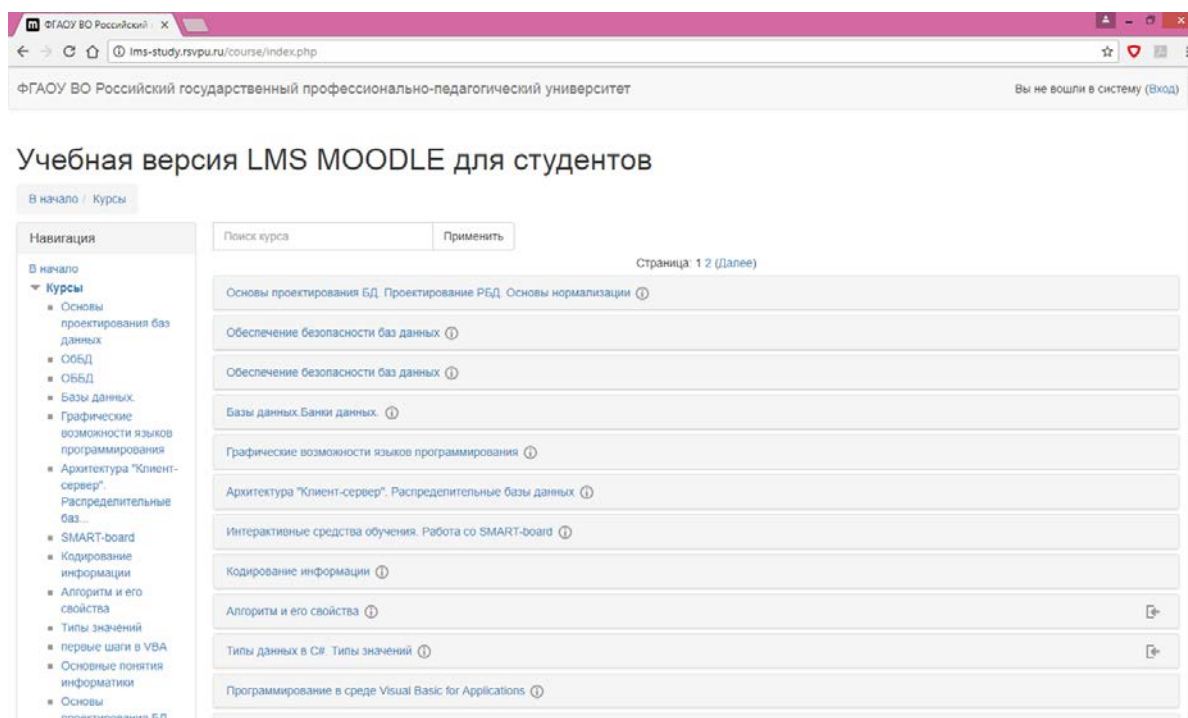 ФГАОУ ВО Российский
lms-study.rsvpu.ru/course/index.php
ФГАОУ ВО Российский государственный профессионально-педагогический университет
Вы не вошли в систему (Вход)
Учебная версия LMS MOODLE для студентов
В начало / Курсы
Навигация
В начало
Курсы
Основы
проектирования баз
данных
ОбБД
ОББД
Базы данных.
Графические
возможности языков
программирования
Архитектура "Клиент-
сервер".
Распределительные
баз...
SMART-board
Кодирование
информации
Алгоритм и его
свойства
Типы значений
первые шаги в VBA
Основные понятия
информатики
Основы
проектирования БД
Поиск курса
Применить
Страница: 1 2 (Далее)
Основы проектирования БД. Проектирование РБД. Основы нормализации
Обеспечение безопасности баз данных
Обеспечение безопасности баз данных
Базы данных.Банки данных.
Графические возможности языков программирования
Архитектура "Клиент-сервер". Распределительные базы данных
Интерактивные средства обучения. Работа со SMART-board
Кодирование информации
Алгоритм и его свойства
Типы данных в C#. Типы значений
Программирование в среде Visual Basic for Applications